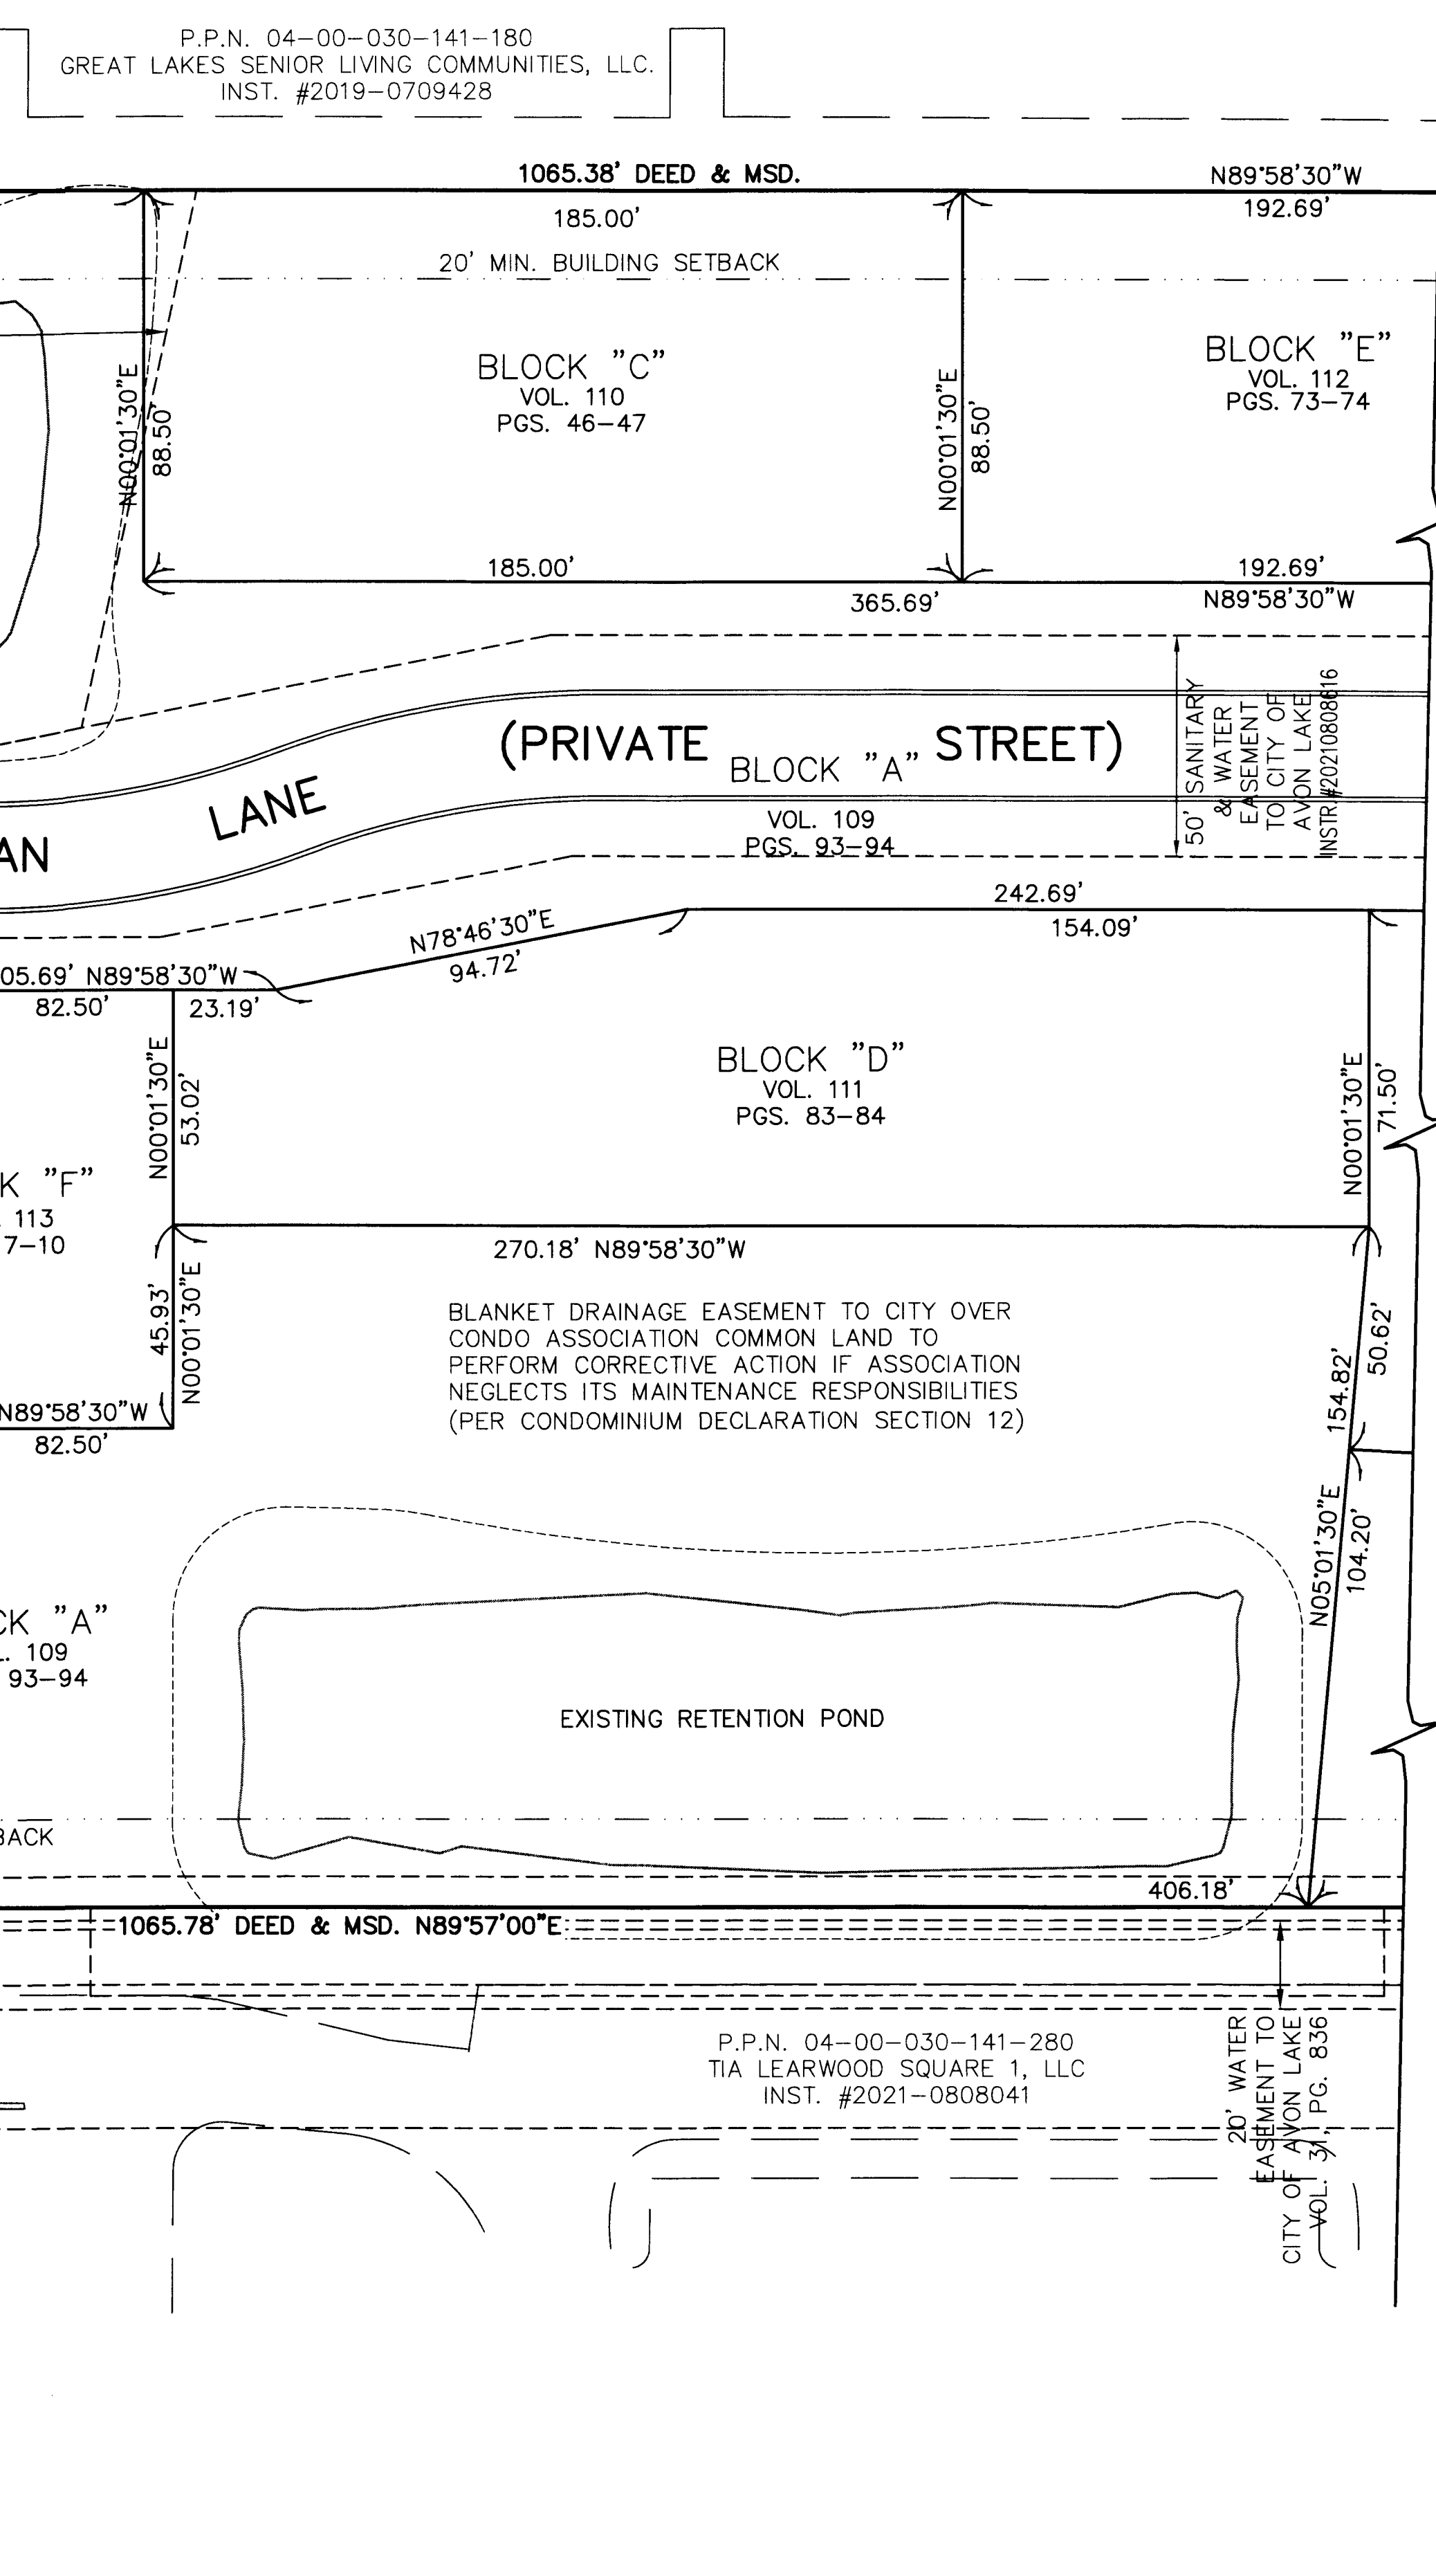 P.P.N. 04-00-030-141-180
GREAT LAKES SENIOR LIVING COMMUNITIES, LLC.
INST. #2019-0709428
1065.38' DEED & MSD.
N89°58'30"W
185.00'
192.69'
20' MIN. BUILDING SETBACK
BLOCK "C"
VOL. 110
PGS. 46-47
BLOCK "E"
VOL. 112
PGS. 73-74
N00°01'30"E
88.50'
N00°01'30"E
88.50'
185.00'
192.69'
365.69'
N89°58'30"W
(PRIVATE STREET)
BLOCK "A"
VOL. 109
PGS. 93-94
50' SANITARY
& WATER
EASEMENT
TO CITY OF
AVON LAKE
INSTR.#20210808616
LANE
AN
242.69'
154.09'
N78°46'30"E
94.72'
05.69' N89°58'30"W
82.50'
23.19'
N00°01'30"E
53.02'
BLOCK "D"
VOL. 111
PGS. 83-84
N00°01'30"E
71.50'
K "F"
. 113
7-10
270.18' N89°58'30"W
45.93'
N00°01'30"E
BLANKET DRAINAGE EASEMENT TO CITY OVER
CONDO ASSOCIATION COMMON LAND TO
PERFORM CORRECTIVE ACTION IF ASSOCIATION
NEGLECTS ITS MAINTENANCE RESPONSIBILITIES
(PER CONDOMINIUM DECLARATION SECTION 12)
154.82'
50.62'
N89°58'30"W
82.50'
N05°01'30"E
104.20'
CK "A"
L. 109
93-94
EXISTING RETENTION POND
BACK
406.18'
1065.78' DEED & MSD. N89°57'00"E
P.P.N. 04-00-030-141-280
TIA LEARWOOD SQUARE 1, LLC
INST. #2021-0808041
20' WATER
EASEMENT TO
CITY OF AVON LAKE
VOL. 31, PG. 836